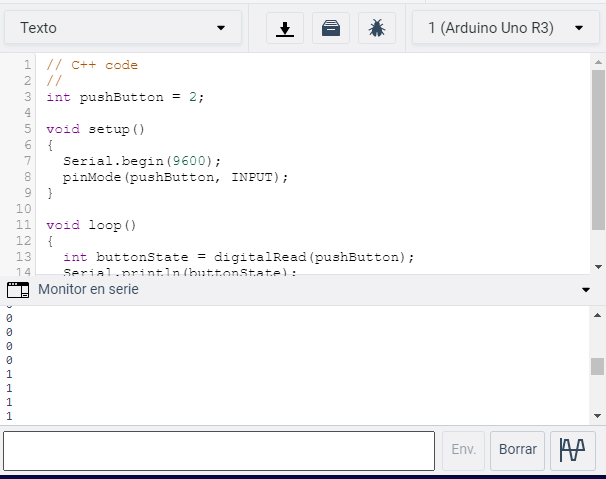 Texto
1 (Arduino Uno R3)
1 // C++ code
2 //
3 int pushButton = 2;
4
5 void setup()
6 {
7 Serial.begin(9600);
8 pinMode(pushButton, INPUT);
9 }
10
11 void loop()
12 {
13 int buttonState = digitalRead(pushButton);
14 Serial.println(buttonState);
Monitor en serie
0
0
0
0
1
1
1
1
Env.
Borrar